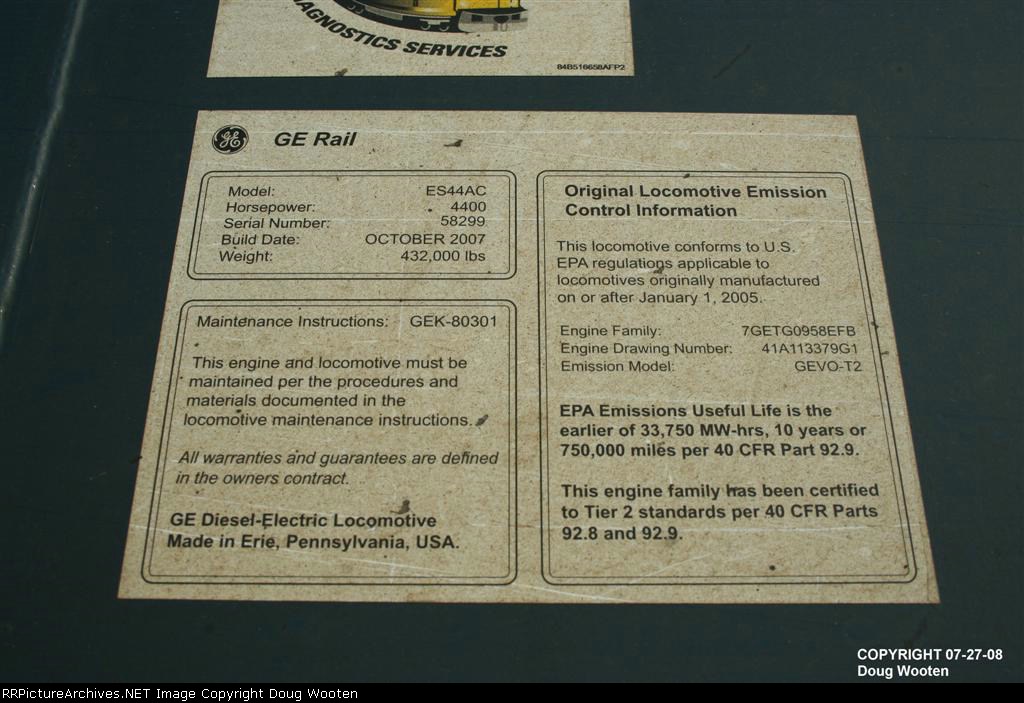 AGNOSTICS SERVICES
84B516658AFP2
GE GE Rail
Model: ES44AC
Horsepower: 4400
Serial Number: 58299
Build Date: OCTOBER 2007
Weight: 432,000 lbs
Maintenance Instructions: GEK-80301
This engine and locomotive must be
maintained per the procedures and
materials documented in the
locomotive maintenance instructions.
All warranties and guarantees are defined
in the owners contract.
GE Diesel-Electric Locomotive
Made in Erie, Pennsylvania, USA.
Original Locomotive Emission
Control Information
This locomotive conforms to U.S.
EPA regulations applicable to
locomotives originally manufactured
on or after January 1, 2005.
Engine Family: 7GETG0958EFB
Engine Drawing Number: 41A113379G1
Emission Model: GEVO-T2
EPA Emissions Useful Life is the
earlier of 33,750 MW-hrs, 10 years or
750,000 miles per 40 CFR Part 92.9.
This engine family has been certified
to Tier 2 standards per 40 CFR Parts
92.8 and 92.9.
COPYRIGHT 07-27-08
Doug Wooten
RRPictureArchives.NET Image Copyright Doug Wooten